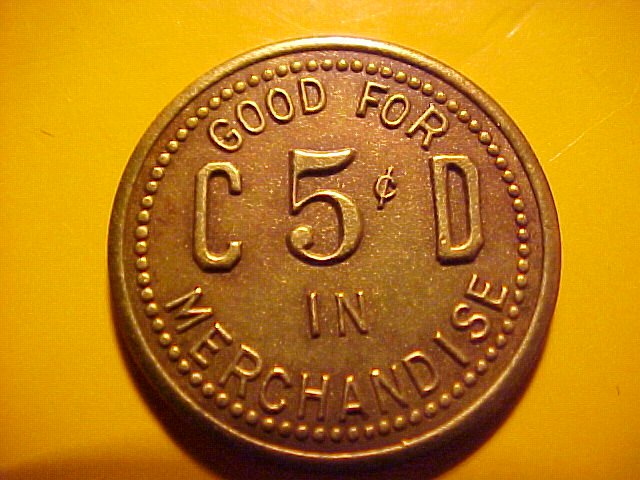 GOOD FOR
C 5¢ D
IN
MERCHANDISE